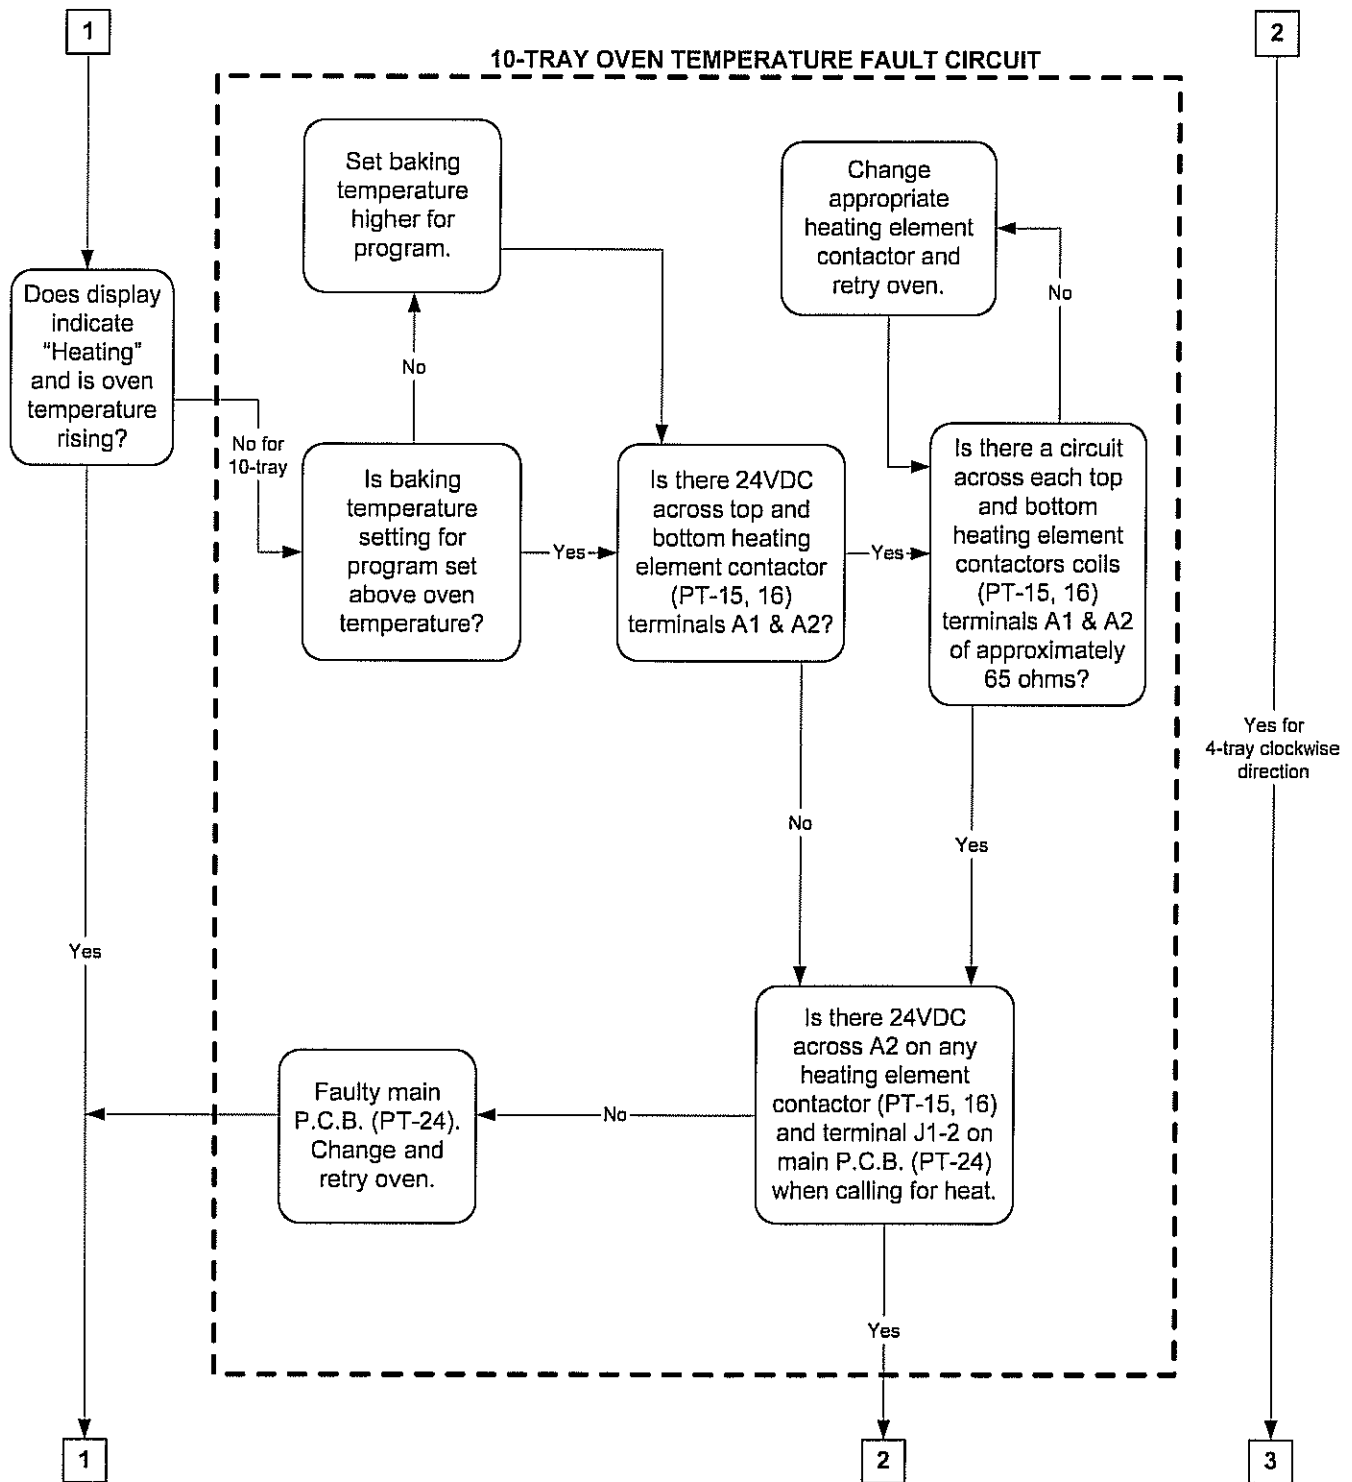 1
2
10-TRAY OVEN TEMPERATURE FAULT CIRCUIT
Set baking
temperature
higher for
program.
Change
appropriate
heating element
contactor and
retry oven.
Does display
indicate
"Heating"
and is oven
temperature
rising?
No
No
No for
10-tray
Is baking
temperature
setting for
program set
above oven
temperature?
Yes
Is there 24VDC
across top and
bottom heating
element contactor
(PT-15, 16)
terminals A1 & A2?
Yes
Is there a circuit
across each top
and bottom
heating element
contactors coils
(PT-15, 16)
terminals A1 & A2
of approximately
65 ohms?
Yes for
4-tray clockwise
direction
No
Yes
Yes
Is there 24VDC
across A2 on any
heating element
contactor (PT-15, 16)
and terminal J1-2 on
main P.C.B. (PT-24)
when calling for heat.
No
Faulty main
P.C.B. (PT-24).
Change and
retry oven.
Yes
1
2
3